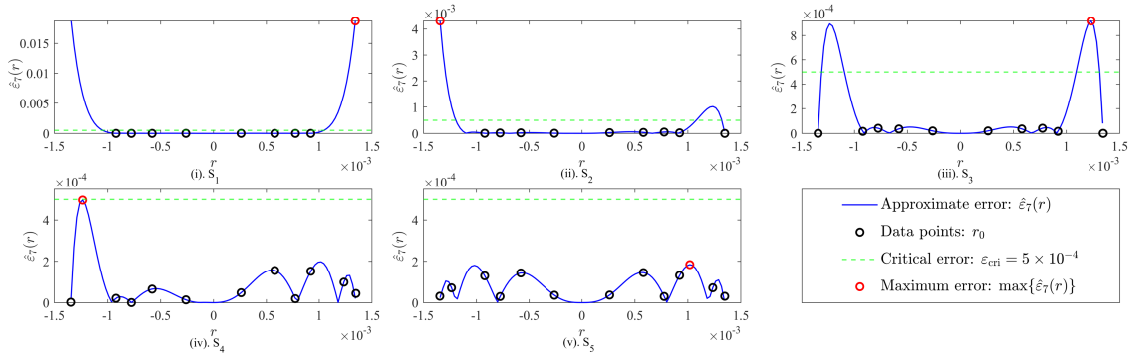 ×10⁻³
×10⁻⁴
0.015
0.01
0.005
0
ε̂₇(r)
-1.5 -1 -0.5 0 0.5 1 1.5
r
×10⁻³
(i). S₁
4
3
2
1
0
ε̂₇(r)
-1.5 -1 -0.5 0 0.5 1 1.5
r
×10⁻³
(ii). S₂
8
6
4
2
0
ε̂₇(r)
-1.5 -1 -0.5 0 0.5 1 1.5
r
×10⁻³
(iii). S₃
×10⁻⁴
4
2
0
ε̂₇(r)
-1.5 -1 -0.5 0 0.5 1 1.5
r
×10⁻³
(iv). S₄
×10⁻⁴
4
2
0
ε̂₇(r)
-1.5 -1 -0.5 0 0.5 1 1.5
r
×10⁻³
(v). S₅
Approximate error: ε̂₇(r)
Data points: r₀
Critical error: ε_cri = 5 × 10⁻⁴
Maximum error: max{ε̂₇(r)}